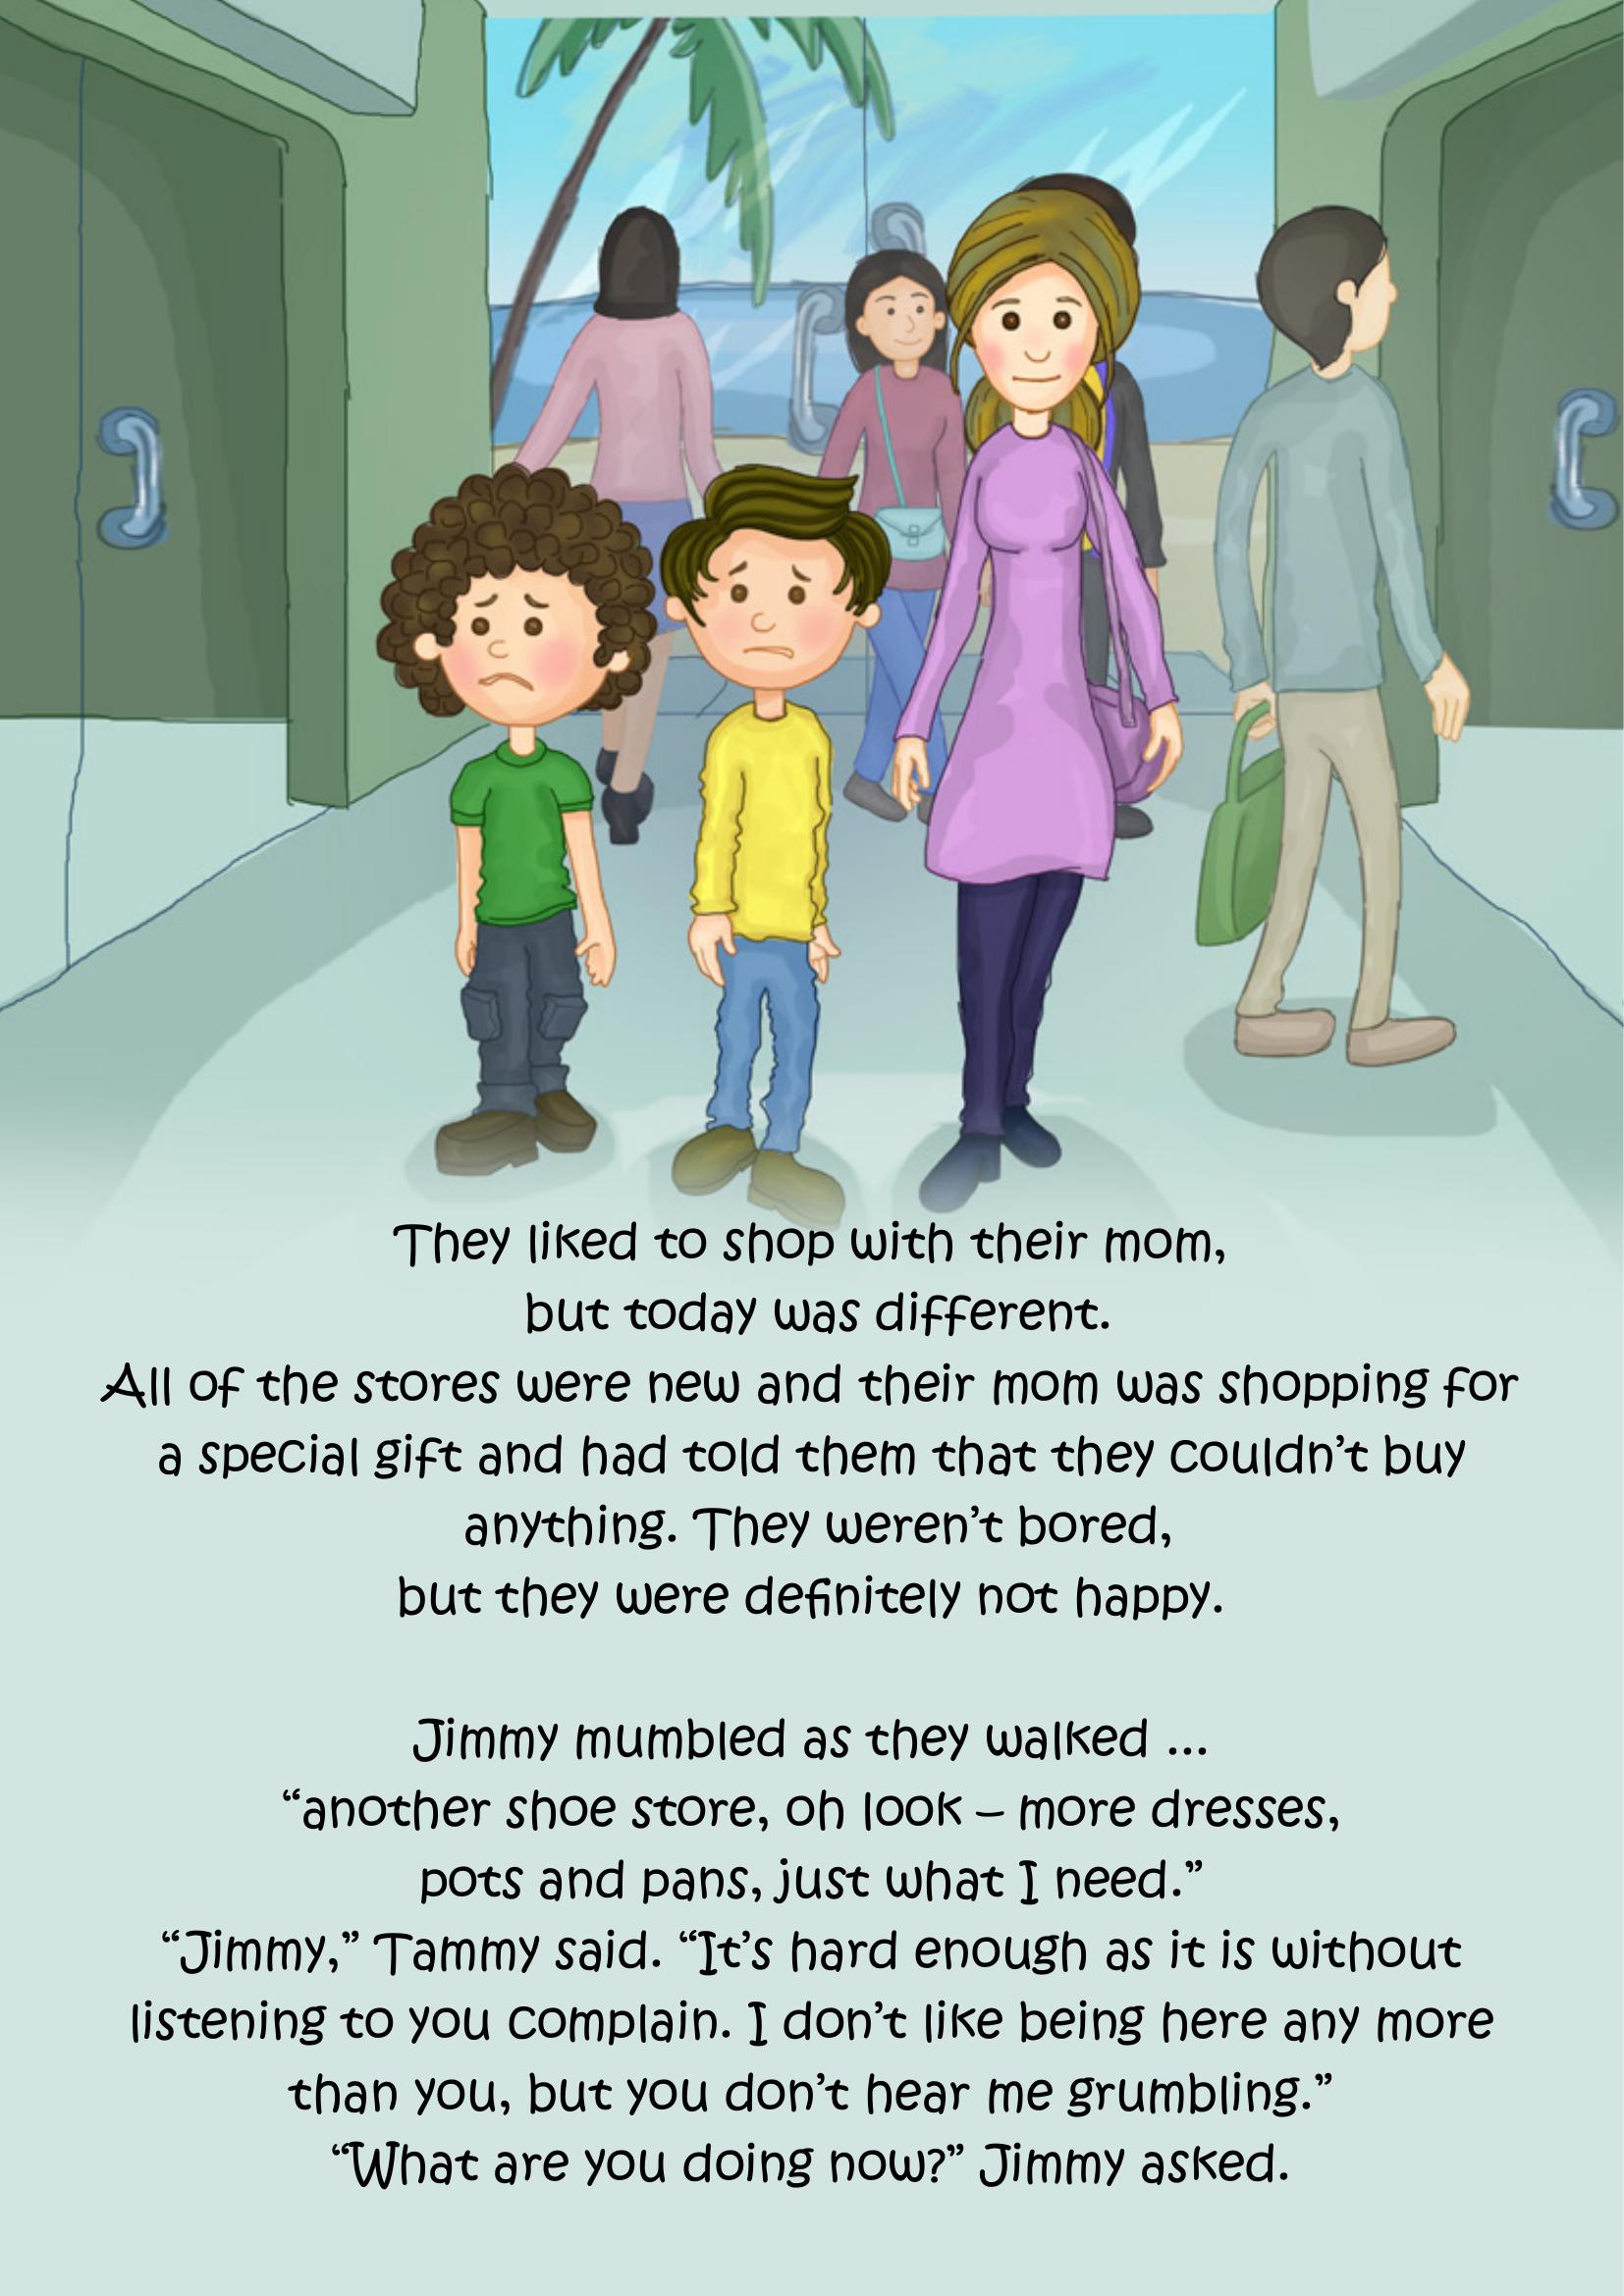 They liked to shop with their mom,
but today was different.
All of the stores were new and their mom was shopping for
a special gift and had told them that they couldn’t buy
anything. They weren’t bored,
but they were definitely not happy.
Jimmy mumbled as they walked ...
“another shoe store, oh look – more dresses,
pots and pans, just what I need.”
“Jimmy,” Tammy said. “It’s hard enough as it is without
listening to you complain. I don’t like being here any more
than you, but you don’t hear me grumbling.”
“What are you doing now?” Jimmy asked.